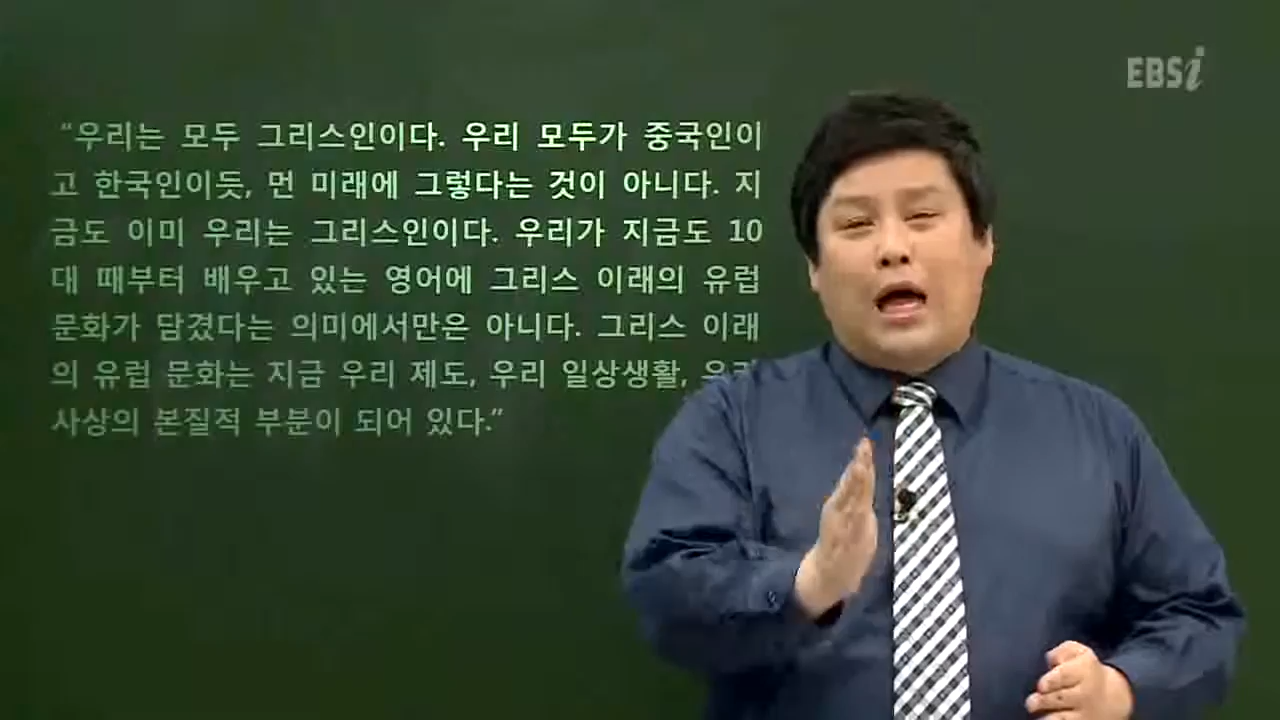 EBSi
“우리는 모두 그리스인이다. 우리 모두가 중국인이
고 한국인이듯, 먼 미래에 그렇다는 것이 아니다. 지
금도 이미 우리는 그리스인이다. 우리가 지금도 10
대 때부터 배우고 있는 영어에 그리스 이래의 유럽
문화가 담겼다는 의미에서만은 아니다. 그리스 이래
의 유럽 문화는 지금 우리 제도, 우리 일상생활,
사상의 본질적 부분이 되어 있다.”